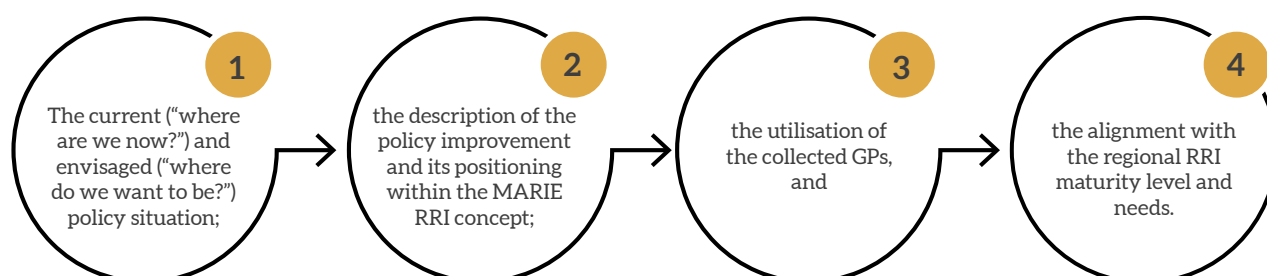 1
The current (“where
are we now?”) and
envisaged (“where
do we want to be?”)
policy situation;
2
the description of the
policy improvement
and its positioning
within the MARIE
RRI concept;
3
the utilisation of
the collected GPs,
and
4
the alignment with
the regional RRI
maturity level and
needs.